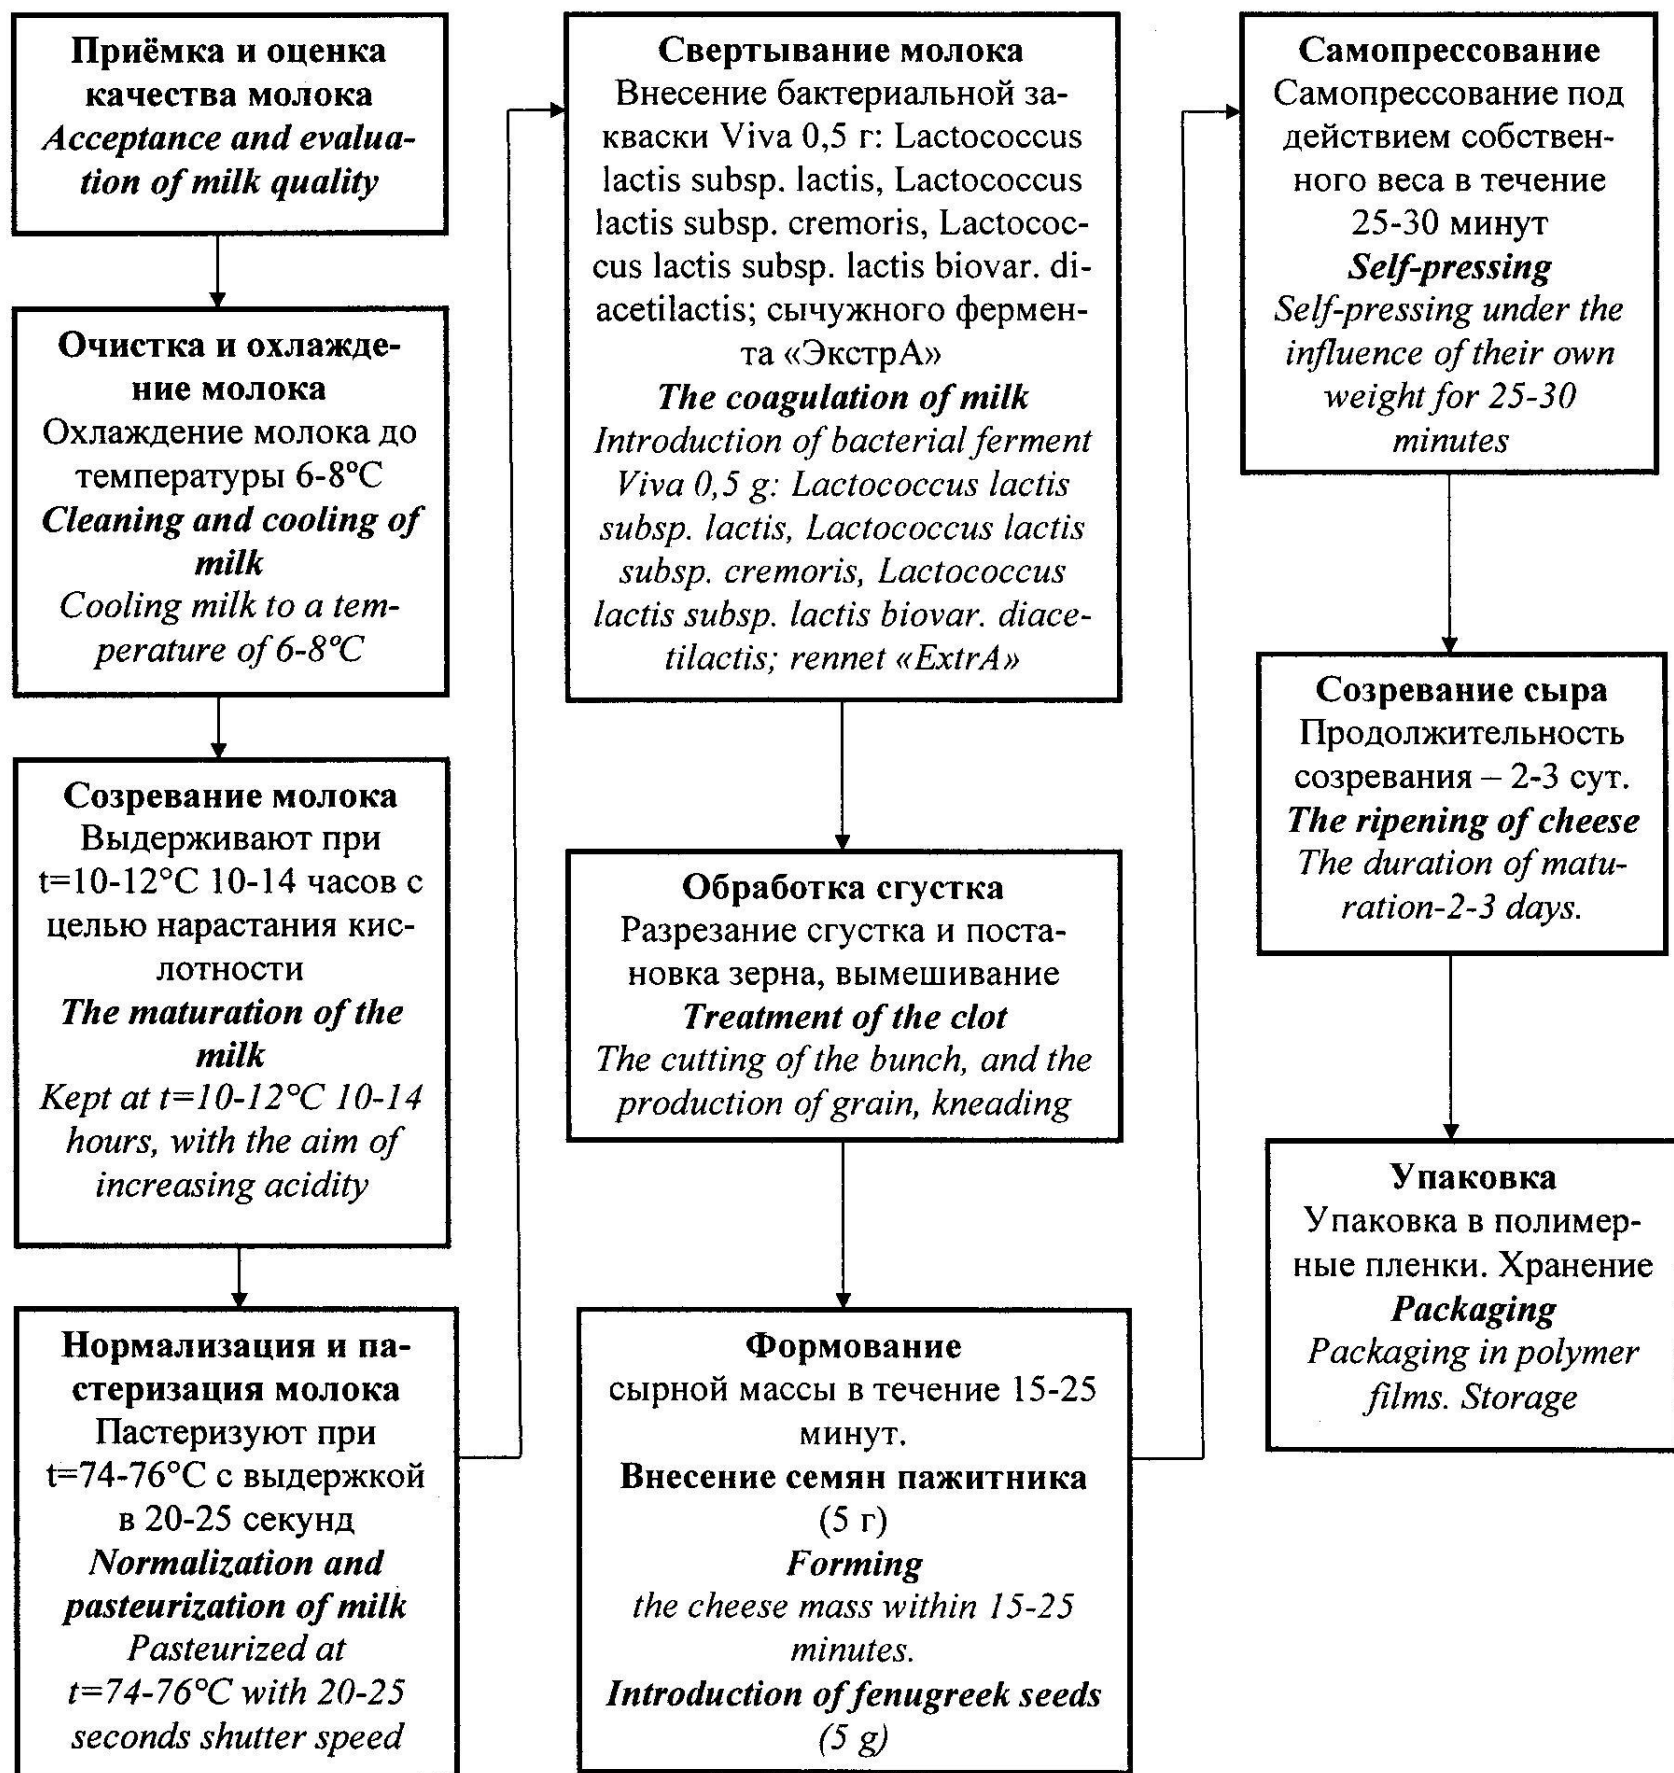 Приёмка и оценка
качества молока
Acceptance and evalua-
tion of milk quality
Очистка и охлажде-
ние молока
Охлаждение молока до
температуры 6-8ºС
Cleaning and cooling of
milk
Cooling milk to a tem-
perature of 6-8ºC
Созревание молока
Выдерживают при
t=10-12°С 10-14 часов с
целью нарастания кис-
лотности
The maturation of the
milk
Kept at t=10-12°C 10-14
hours, with the aim of
increasing acidity
Нормализация и па-
стеризация молока
Пастеризуют при
t=74-76°С с выдержкой
в 20-25 секунд
Normalization and
pasteurization of milk
Pasteurized at
t=74-76°C with 20-25
seconds shutter speed
Свертывание молока
Внесение бактериальной за-
кваски Viva 0,5 г: Lactococcus
lactis subsp. lactis, Lactococcus
lactis subsp. cremoris, Lactococ-
cus lactis subsp. lactis biovar. di-
acetilactis; сычужного фермен-
та «ЭкстрА»
The coagulation of milk
Introduction of bacterial ferment
Viva 0,5 g: Lactococcus lactis
subsp. lactis, Lactococcus lactis
subsp. cremoris, Lactococcus
lactis subsp. lactis biovar. diace-
tilactis; rennet «ExtrA»
Обработка сгустка
Разрезание сгустка и поста-
новка зерна, вымешивание
Treatment of the clot
The cutting of the bunch, and the
production of grain, kneading
Формование
сырной массы в течение 15-25
минут.
Внесение семян пажитника
(5 г)
Forming
the cheese mass within 15-25
minutes.
Introduction of fenugreek seeds
(5 g)
Самопрессование
Самопрессование под
действием собствен-
ного веса в течение
25-30 минут
Self-pressing
Self-pressing under the
influence of their own
weight for 25-30
minutes
Созревание сыра
Продолжительность
созревания – 2-3 сут.
The ripening of cheese
The duration of matu-
ration-2-3 days.
Упаковка
Упаковка в полимер-
ные пленки. Хранение
Packaging
Packaging in polymer
films. Storage